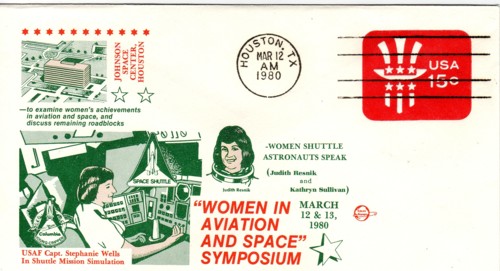 JOHNSON
SPACE
CENTER,
HOUSTON
—to examine women's achievements
in aviation and space, and
discuss remaining roadblocks
HOUSTON, TX
MAR 12
AM
1980
USA
15c
-WOMEN SHUTTLE
ASTRONAUTS SPEAK
(Judith Resnik
and
Kathryn Sullivan)
Judith Resnik
SPACE SHUTTLE
Columbia
USAF Capt. Stephanie Wells
In Shuttle Mission Simulation
"WOMEN IN
AVIATION
AND SPACE"
SYMPOSIUM
MARCH
12 & 13,
1980